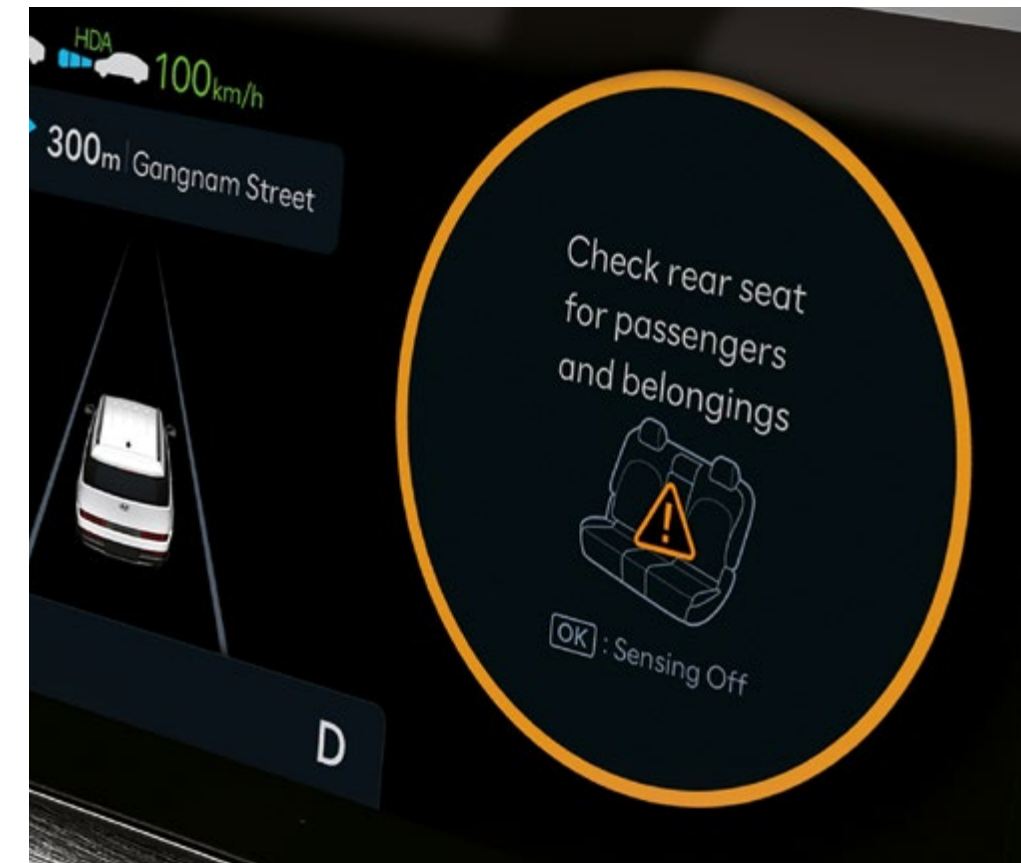 HDA
100km/h
300m Gangnam Street
Check rear seat
for passengers
and belongings
OK : Sensing Off
D